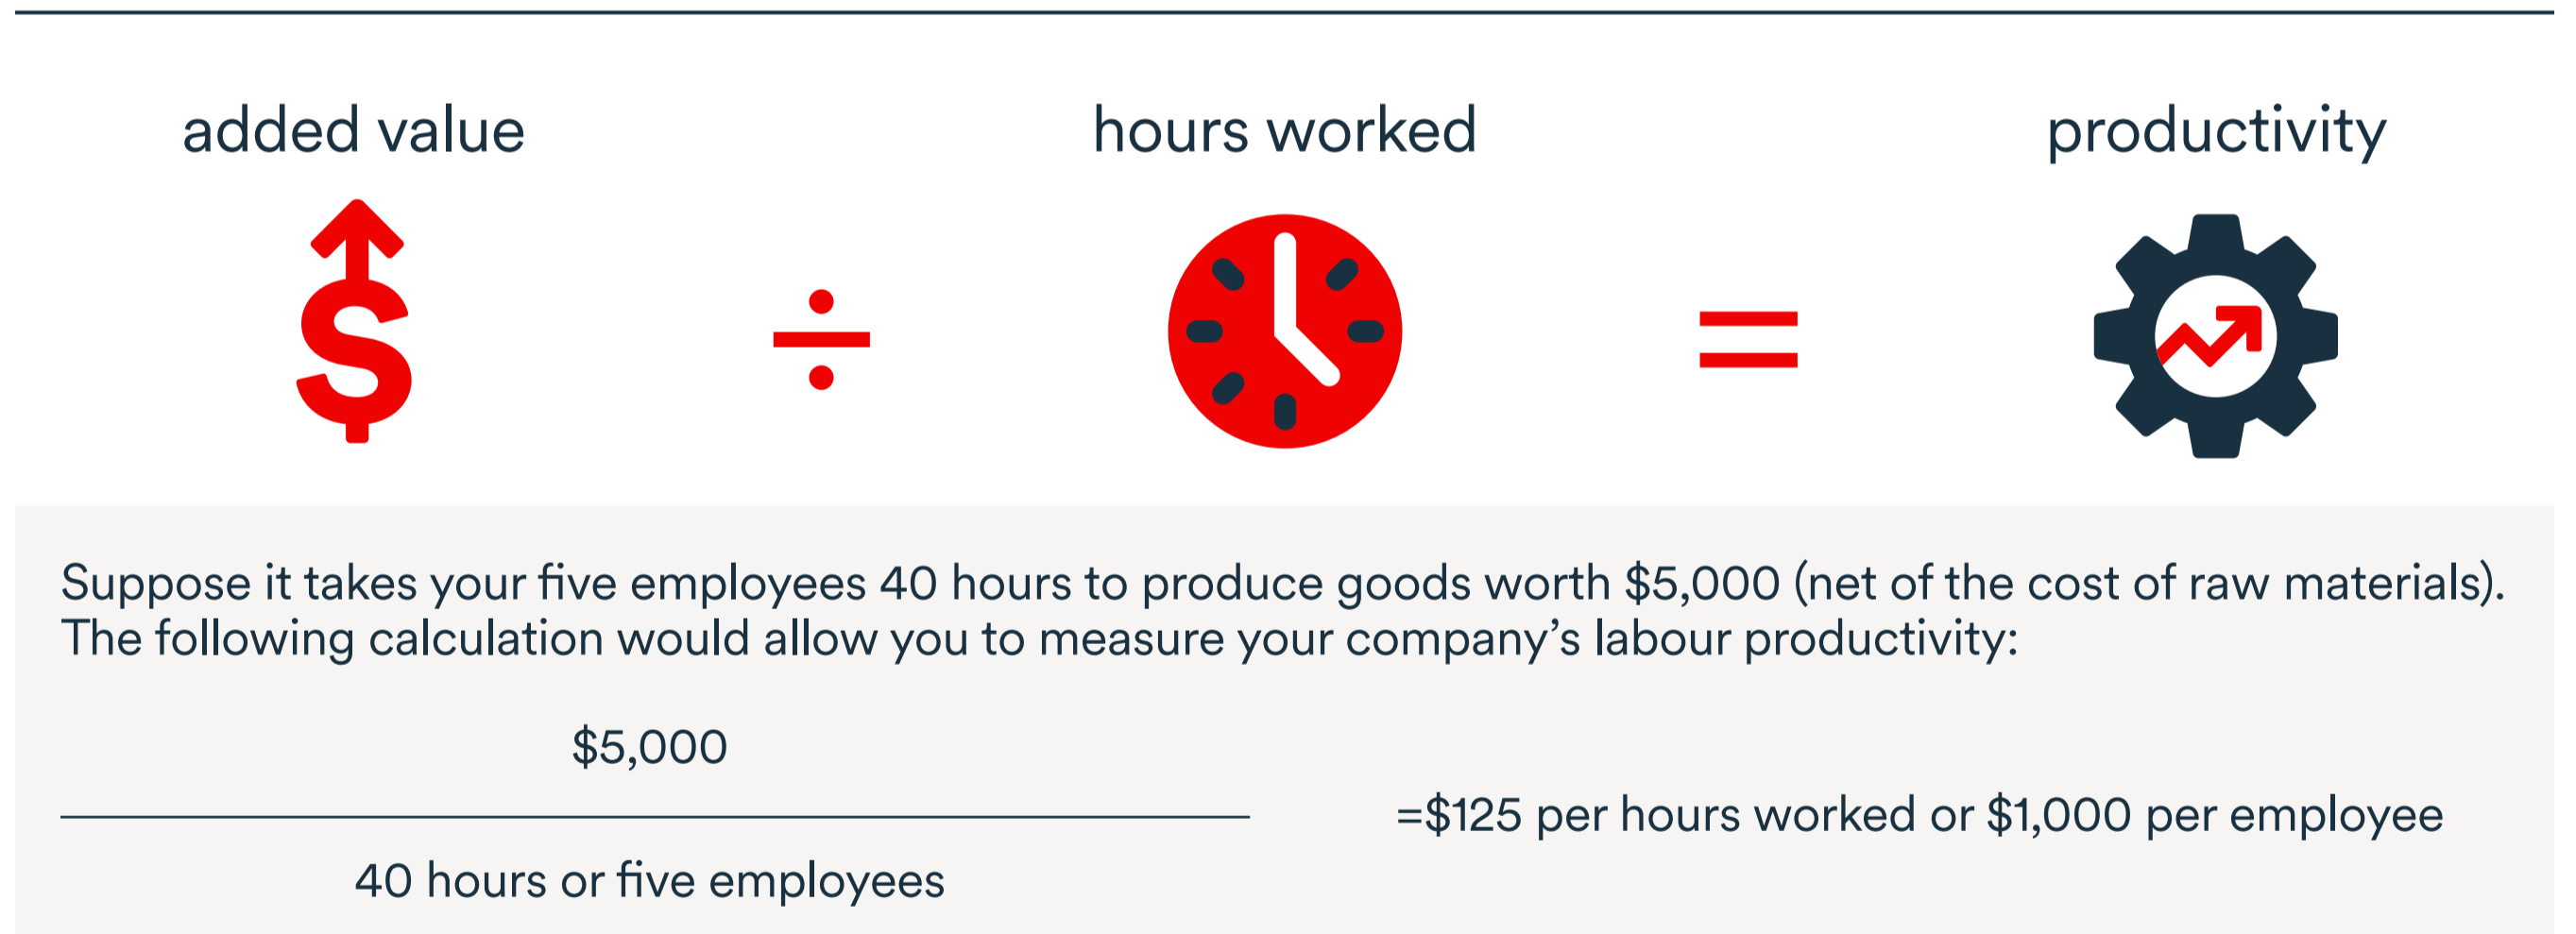 added value
÷
hours worked
=
productivity
Suppose it takes your five employees 40 hours to produce goods worth $5,000 (net of the cost of raw materials).
The following calculation would allow you to measure your company’s labour productivity:
$5,000
40 hours or five employees
=$125 per hours worked or $1,000 per employee